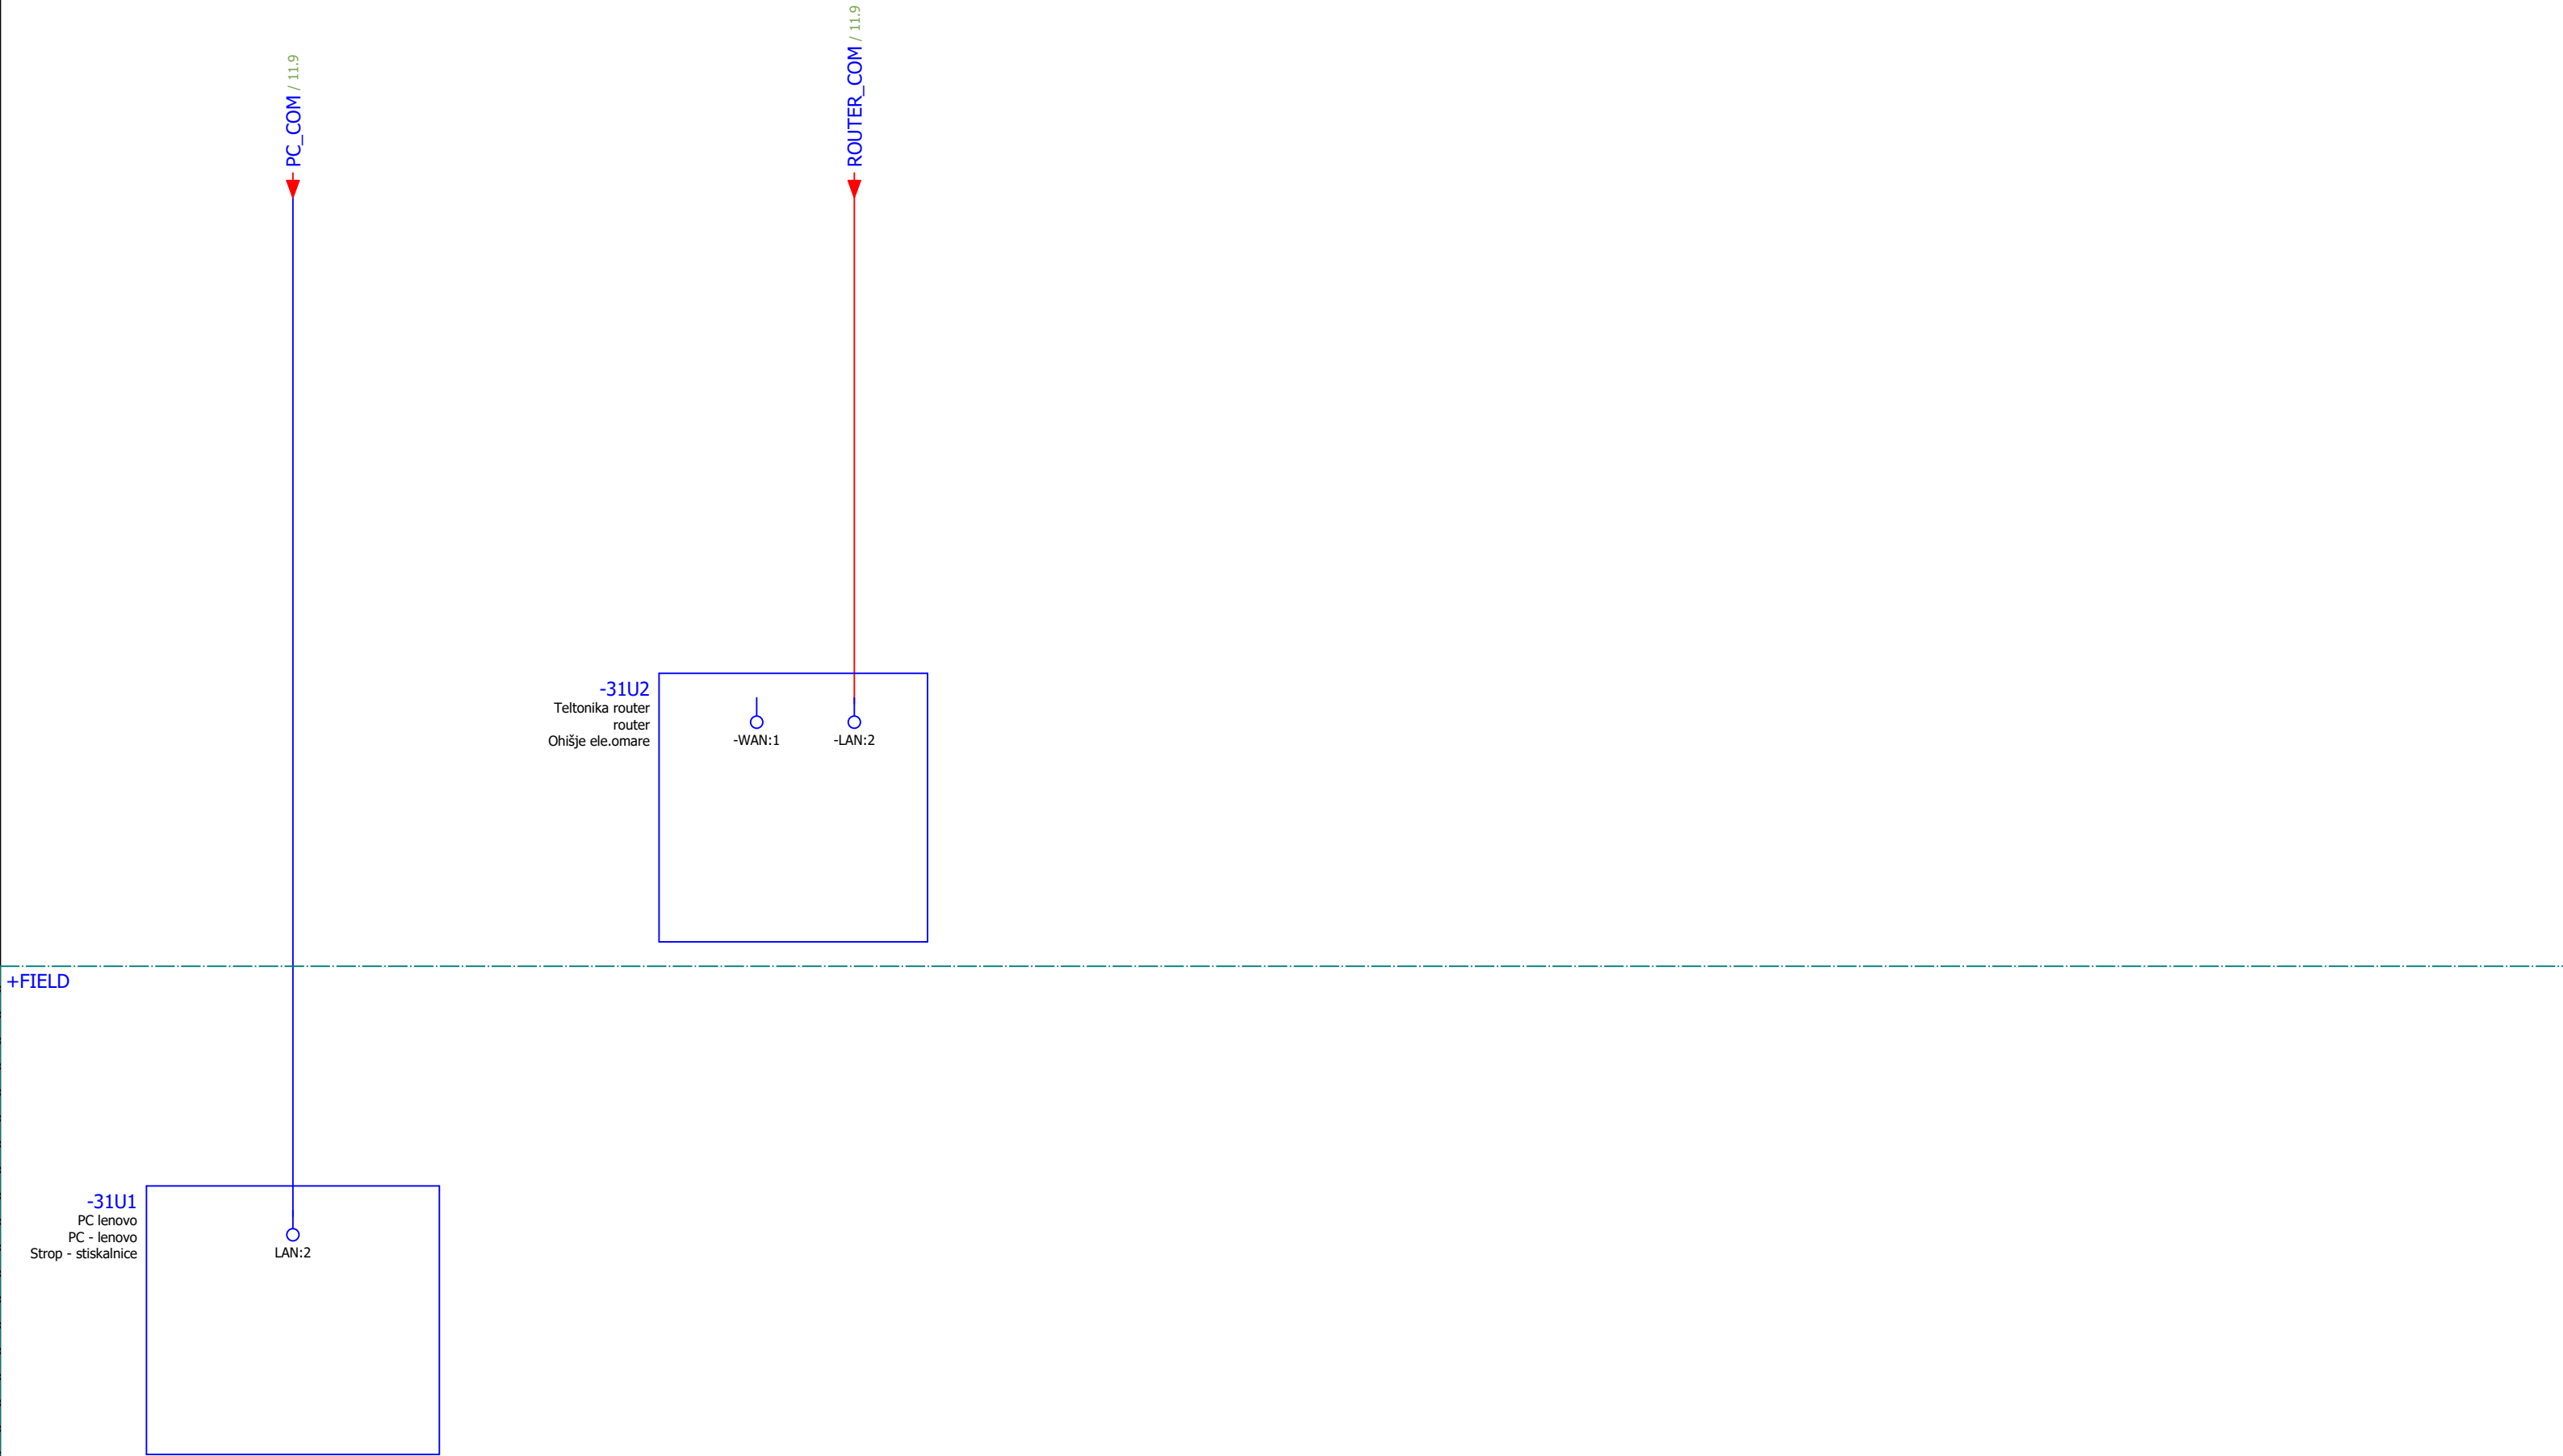 PC_COM / 11.9
ROUTER_COM / 11.9
-31U2
Teltonika router
router
Ohišje ele.omare
-WAN:1
-LAN:2
+FIELD
-31U1
PC lenovo
PC - lenovo
Strop - stiskalnice
LAN:2